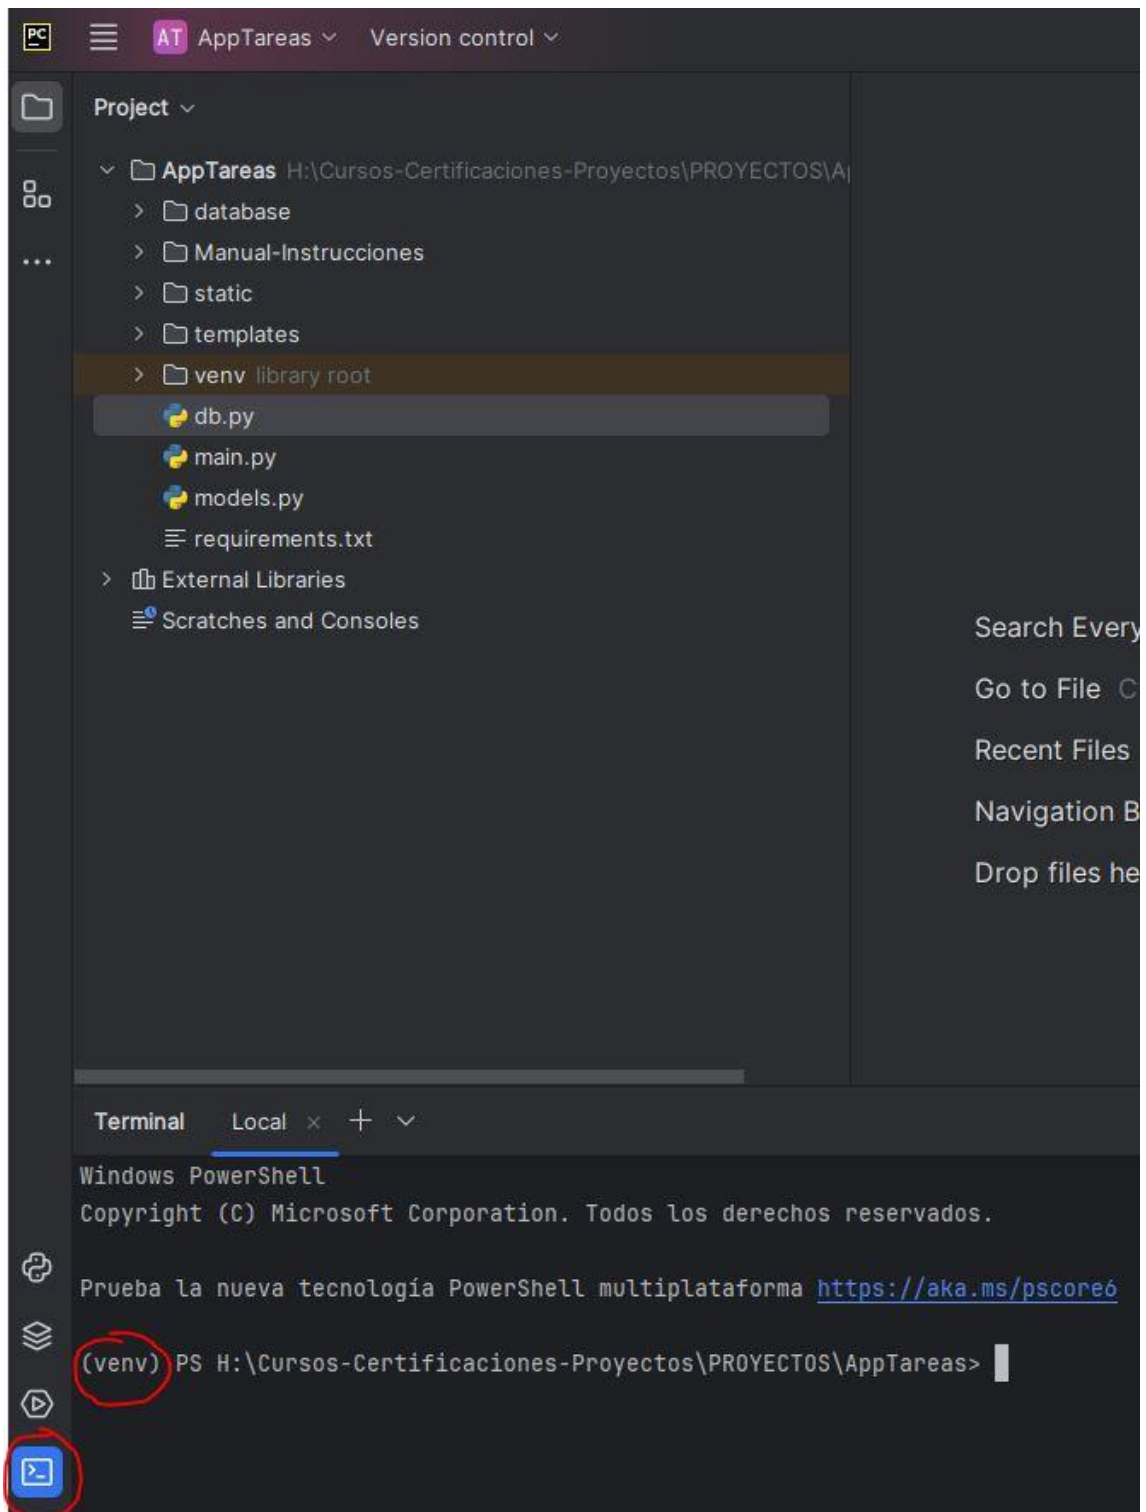 PC
AT AppTareas Version control
Project
AppTareas H:\Cursos-Certificaciones-Proyectos\PROYECTOS\A
database
Manual-Instrucciones
static
templates
venv library root
db.py
main.py
models.py
requirements.txt
External Libraries
Scratches and Consoles
Search Every
Go to File C
Recent Files
Navigation B
Drop files he
Terminal Local
Windows PowerShell
Copyright (C) Microsoft Corporation. Todos los derechos reservados.
Prueba la nueva tecnología PowerShell multiplataforma https://aka.ms/pscore6
(venv) PS H:\Cursos-Certificaciones-Proyectos\PROYECTOS\AppTareas>